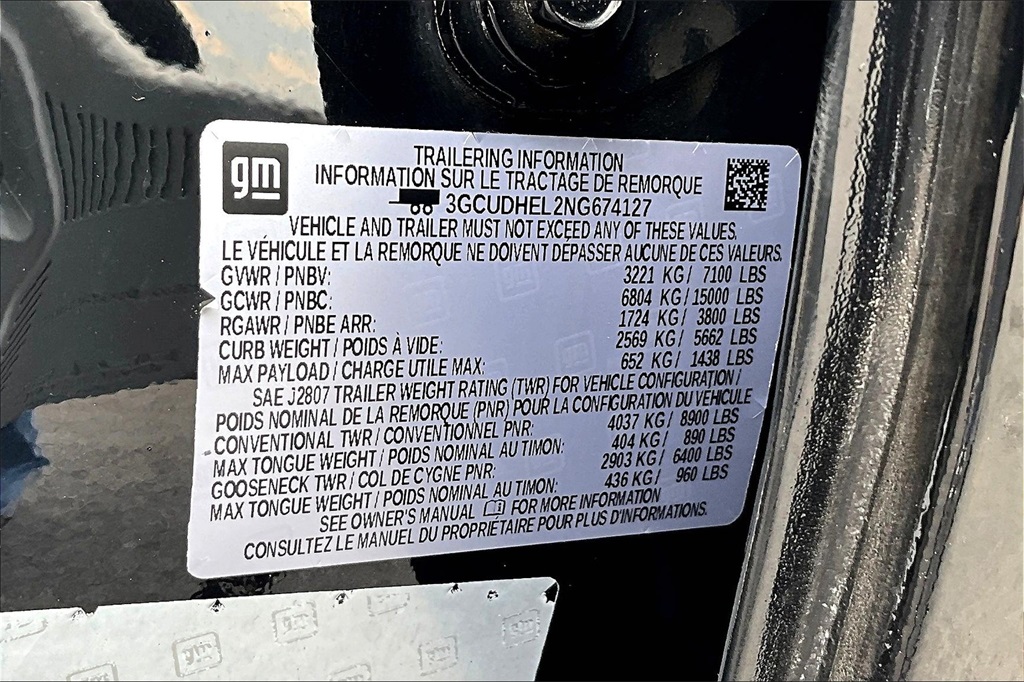 gm
TRAILERING INFORMATION
INFORMATION SUR LE TRACTAGE DE REMORQUE
3GCUDHEL2NG674127
VEHICLE AND TRAILER MUST NOT EXCEED ANY OF THESE VALUES.
LE VÉHICULE ET LA REMORQUE NE DOIVENT DÉPASSER AUCUNE DE CES VALEURS.
GVWR / PNBV: 3221 KG / 7100 LBS
GCWR / PNBC: 6804 KG / 15000 LBS
RGAWR / PNBE ARR: 1724 KG / 3800 LBS
CURB WEIGHT / POIDS À VIDE: 2569 KG / 5662 LBS
MAX PAYLOAD / CHARGE UTILE MAX: 652 KG / 1438 LBS
SAE J2807 TRAILER WEIGHT RATING (TWR) FOR VEHICLE CONFIGURATION /
POIDS NOMINAL DE LA REMORQUE (PNR) POUR LA CONFIGURATION DU VÉHICULE
CONVENTIONAL TWR / CONVENTIONNEL PNR: 4037 KG / 8900 LBS
MAX TONGUE WEIGHT / POIDS NOMINAL AU TIMON: 404 KG / 890 LBS
GOOSENECK TWR / COL DE CYGNE PNR: 2903 KG / 6400 LBS
MAX TONGUE WEIGHT / POIDS NOMINAL AU TIMON: 436 KG / 960 LBS
SEE OWNER'S MANUAL FOR MORE INFORMATION
CONSULTEZ LE MANUEL DU PROPRIÉTAIRE POUR PLUS D'INFORMATIONS.